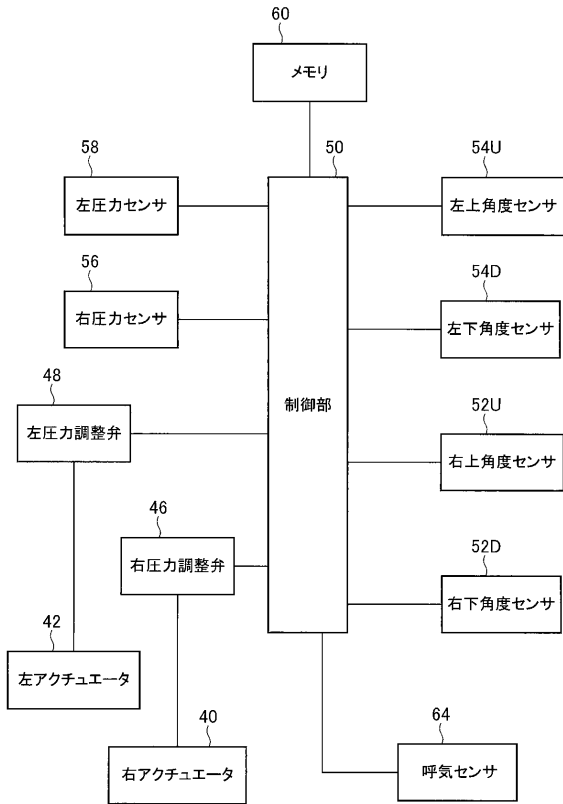 60
メモリ
58
50
54U
左圧力センサ
左上角度センサ
56
54D
右圧力センサ
左下角度センサ
48
制御部
52U
左圧力調整弁
右上角度センサ
46
52D
右圧力調整弁
右下角度センサ
42
左アクチュエータ
40
64
右アクチュエータ
呼気センサ